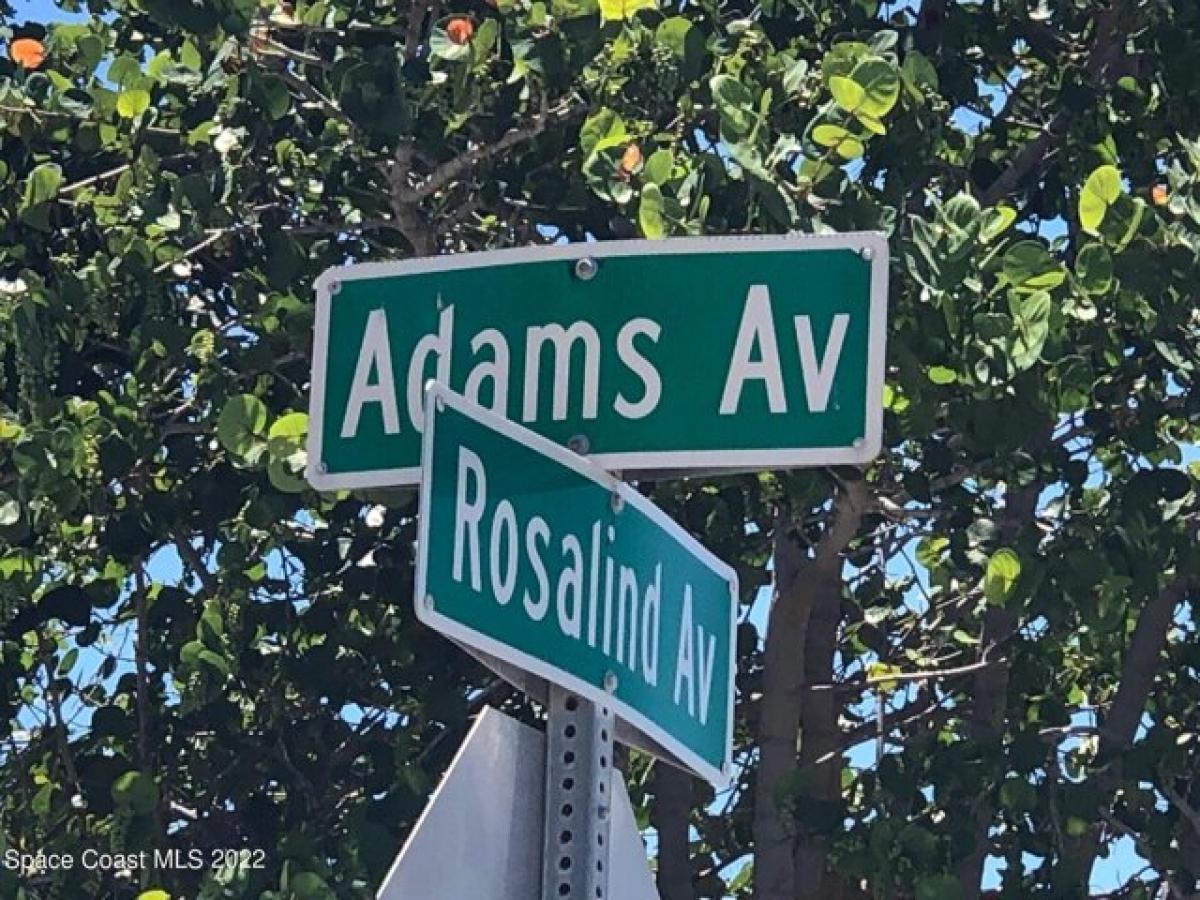 Adams Av
Rosalind Av
Space Coast MLS 2022